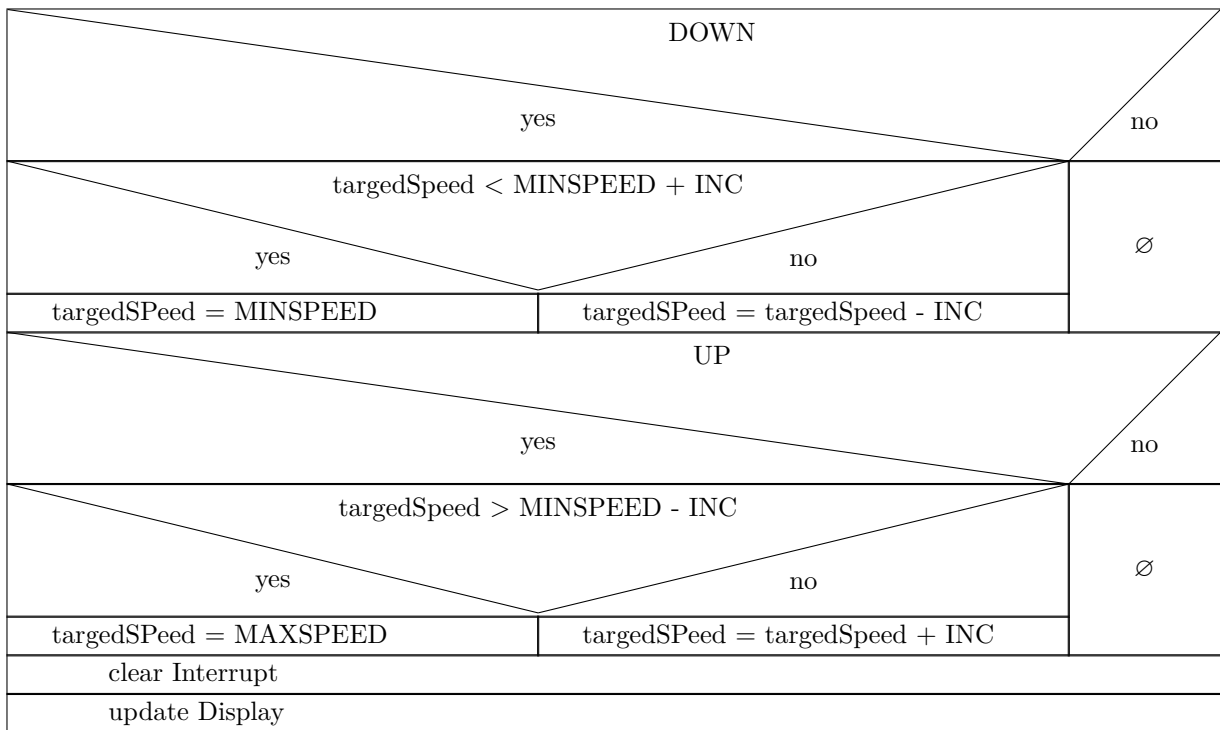 DOWN
yes
no
targedSpeed < MINSPEED + INC
yes
no
∅
targedSPeed = MINSPEED
targedSPeed = targedSpeed - INC
UP
yes
no
targedSpeed > MINSPEED - INC
yes
no
∅
targedSPeed = MAXSPEED
targedSPeed = targedSpeed + INC
clear Interrupt
update Display